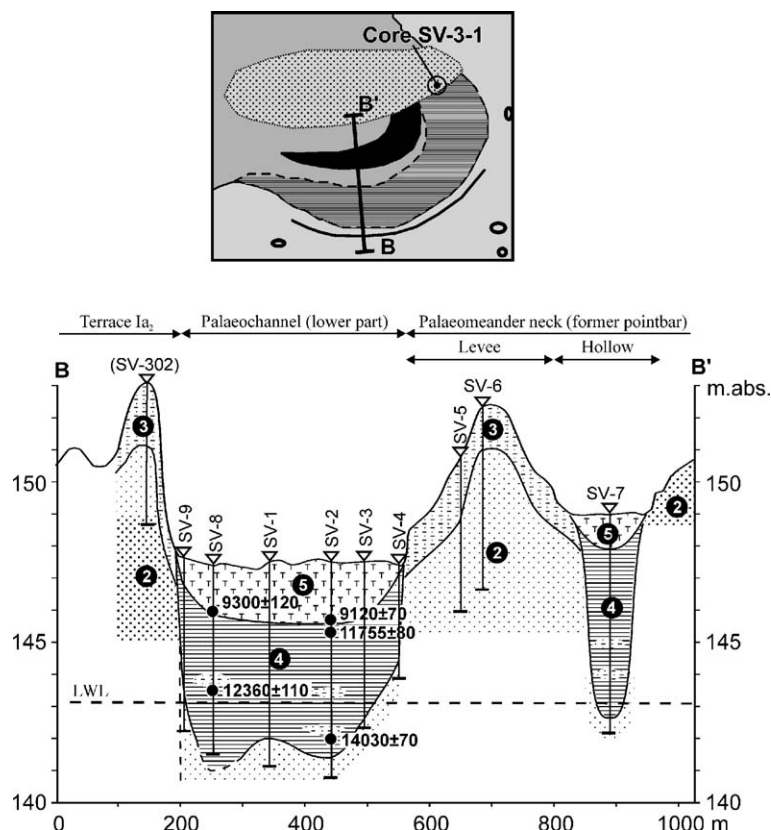 Core SV-3-1
B'
B
Terrace Ia₂ Palaeochannel (lower part) Palaeomeander neck (former pointbar)
Levee Hollow
B (SV-302) SV-6 B'
m.abs.
SV-5
3 3
150 SV-7 150
2
SV-9 SV-8 SV-1 SV-2 SV-3 SV-4
2 5
5
2 9300±120 9120±70 4
11755±80
145 145
4
12360±110
LWL
14030±70
140 140
0 200 400 600 800 1000 m